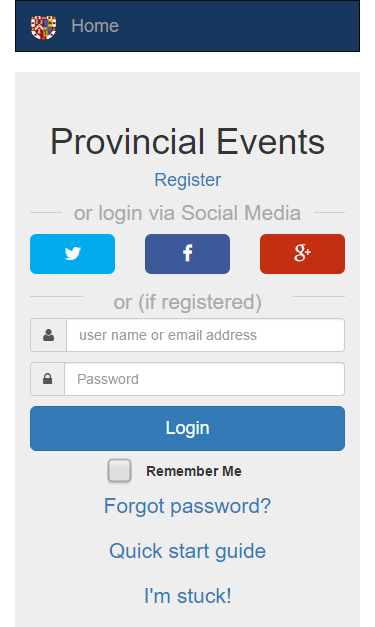 Home
Provincial Events
Register
or login via Social Media
or (if registered)
user name or email address
Password
Login
Remember Me
Forgot password?
Quick start guide
I'm stuck!